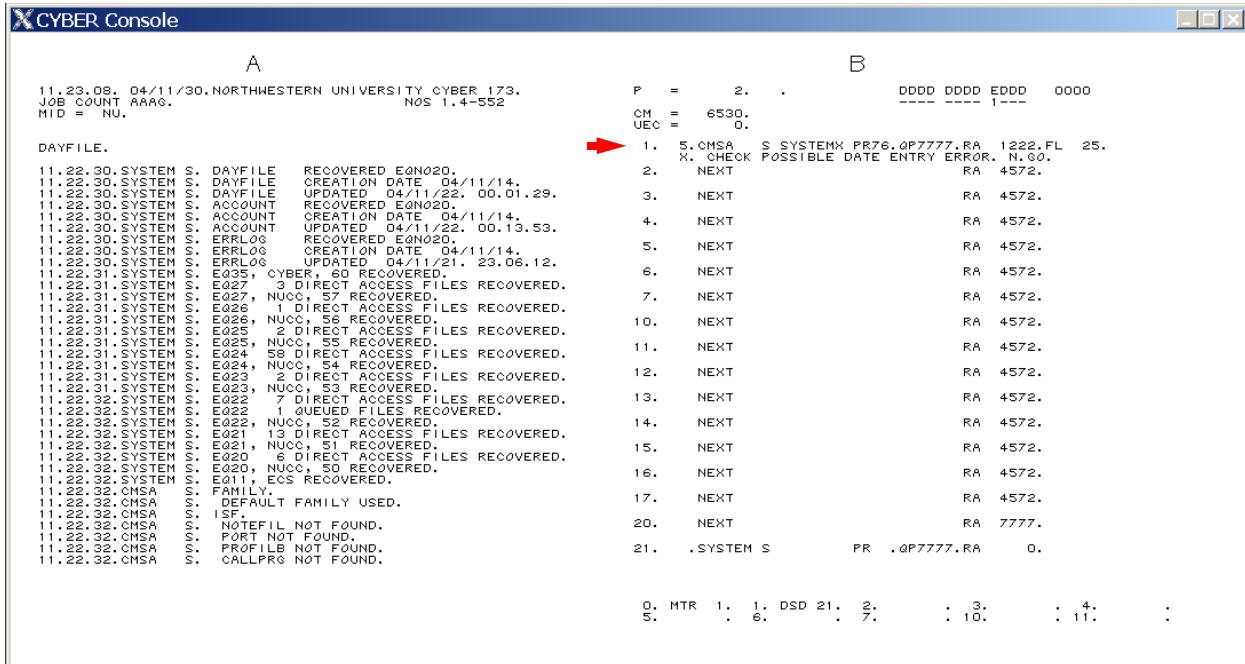 CYBER Console
A
11.23.08. 04/11/30.NORTHWESTERN UNIVERSITY CYBER 173.
JOB COUNT AAAG. NOS 1.4-552
MID = NU.
DAYFILE.
11.22.30.SYSTEM S. DAYFILE RECOVERED EQNO20.
11.22.30.SYSTEM S. DAYFILE CREATION DATE 04/11/14.
11.22.30.SYSTEM S. DAYFILE UPDATED 04/11/22. 00.01.29.
11.22.30.SYSTEM S. ACCOUNT RECOVERED EQNO20.
11.22.30.SYSTEM S. ACCOUNT CREATION DATE 04/11/14.
11.22.30.SYSTEM S. ACCOUNT UPDATED 04/11/22. 00.13.53.
11.22.30.SYSTEM S. ERRLOG RECOVERED EQNO20.
11.22.30.SYSTEM S. ERRLOG CREATION DATE 04/11/14.
11.22.30.SYSTEM S. ERRLOG UPDATED 04/11/21. 23.06.12.
11.22.31.SYSTEM S. EQ35, CYBER, 60 RECOVERED.
11.22.31.SYSTEM S. EQ27 3 DIRECT ACCESS FILES RECOVERED.
11.22.31.SYSTEM S. EQ27, NUCC, 57 RECOVERED.
11.22.31.SYSTEM S. EQ26 1 DIRECT ACCESS FILES RECOVERED.
11.22.31.SYSTEM S. EQ26, NUCC, 56 RECOVERED.
11.22.31.SYSTEM S. EQ25 2 DIRECT ACCESS FILES RECOVERED.
11.22.31.SYSTEM S. EQ25, NUCC, 55 RECOVERED.
11.22.31.SYSTEM S. EQ24 58 DIRECT ACCESS FILES RECOVERED.
11.22.31.SYSTEM S. EQ24, NUCC, 54 RECOVERED.
11.22.31.SYSTEM S. EQ23 2 DIRECT ACCESS FILES RECOVERED.
11.22.31.SYSTEM S. EQ23, NUCC, 53 RECOVERED.
11.22.32.SYSTEM S. EQ22 7 DIRECT ACCESS FILES RECOVERED.
11.22.32.SYSTEM S. EQ22 1 QUEUED FILES RECOVERED.
11.22.32.SYSTEM S. EQ22, NUCC, 52 RECOVERED.
11.22.32.SYSTEM S. EQ21 13 DIRECT ACCESS FILES RECOVERED.
11.22.32.SYSTEM S. EQ21, NUCC, 51 RECOVERED.
11.22.32.SYSTEM S. EQ20 6 DIRECT ACCESS FILES RECOVERED.
11.22.32.SYSTEM S. EQ20, NUCC, 50 RECOVERED.
11.22.32.SYSTEM S. EQ11, ECS RECOVERED.
11.22.32.CMSA S. FAMILY.
11.22.32.CMSA S. DEFAULT FAMILY USED.
11.22.32.CMSA S. ISF.
11.22.32.CMSA S. NOTEFIL NOT FOUND.
11.22.32.CMSA S. PORT NOT FOUND.
11.22.32.CMSA S. PROFILB NOT FOUND.
11.22.32.CMSA S. CALLPRG NOT FOUND.
B
P = 2. . DDDD DDDD EDDD 0000
---- ---- 1---
CM = 6530.
UEC = 0.
1. 5.CMSA S SYSTEMX PR76.QP7777.RA 1222.FL 25.
X. CHECK POSSIBLE DATE ENTRY ERROR. N.GO.
2. NEXT RA 4572.
3. NEXT RA 4572.
4. NEXT RA 4572.
5. NEXT RA 4572.
6. NEXT RA 4572.
7. NEXT RA 4572.
10. NEXT RA 4572.
11. NEXT RA 4572.
12. NEXT RA 4572.
13. NEXT RA 4572.
14. NEXT RA 4572.
15. NEXT RA 4572.
16. NEXT RA 4572.
17. NEXT RA 4572.
20. NEXT RA 7777.
21. .SYSTEM S PR .QP7777.RA 0.
0. MTR 1. 1. DSD 21. 2. . 3. . 4. .
5. . 6. . 7. . 10. . 11. .